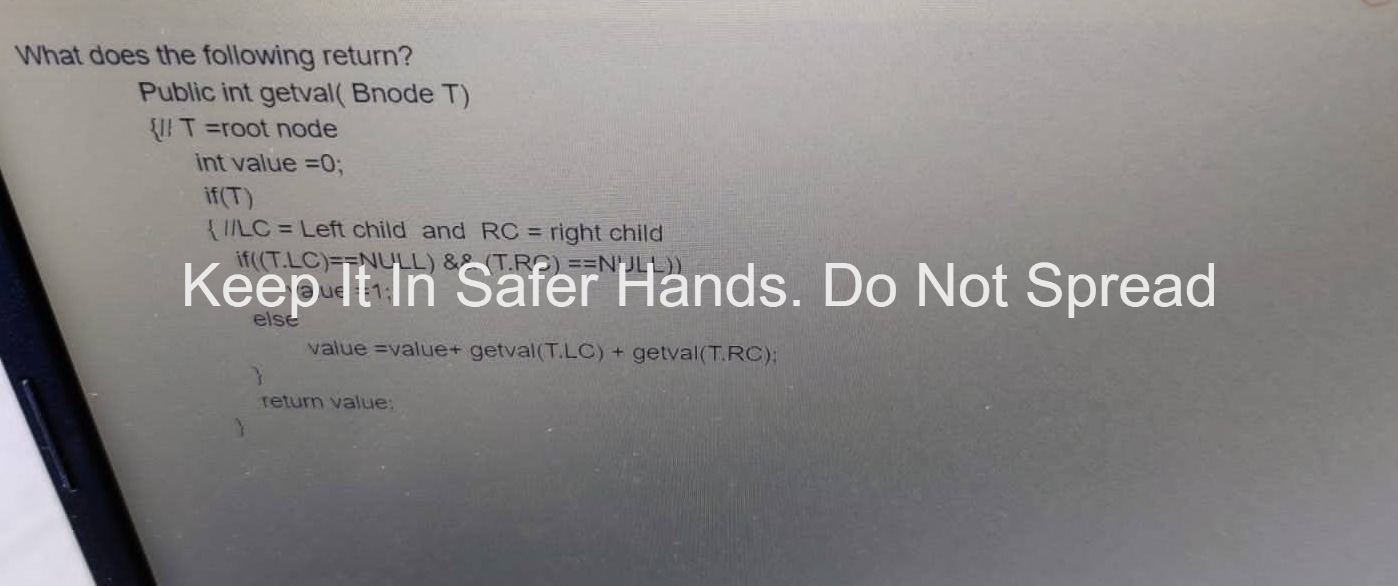 What does the following return?
Public int getval( Bnode T)
{// T =root node
int value =0;
if(T)
{ //LC = Left child and RC = right child
if((T.LC)==NULL) && (T.RC) ==NULL))
Keep It In Safer Hands. Do Not Spread
value =1;
else
value =value+ getval(T.LC) + getval(T.RC);
}
return value;
}